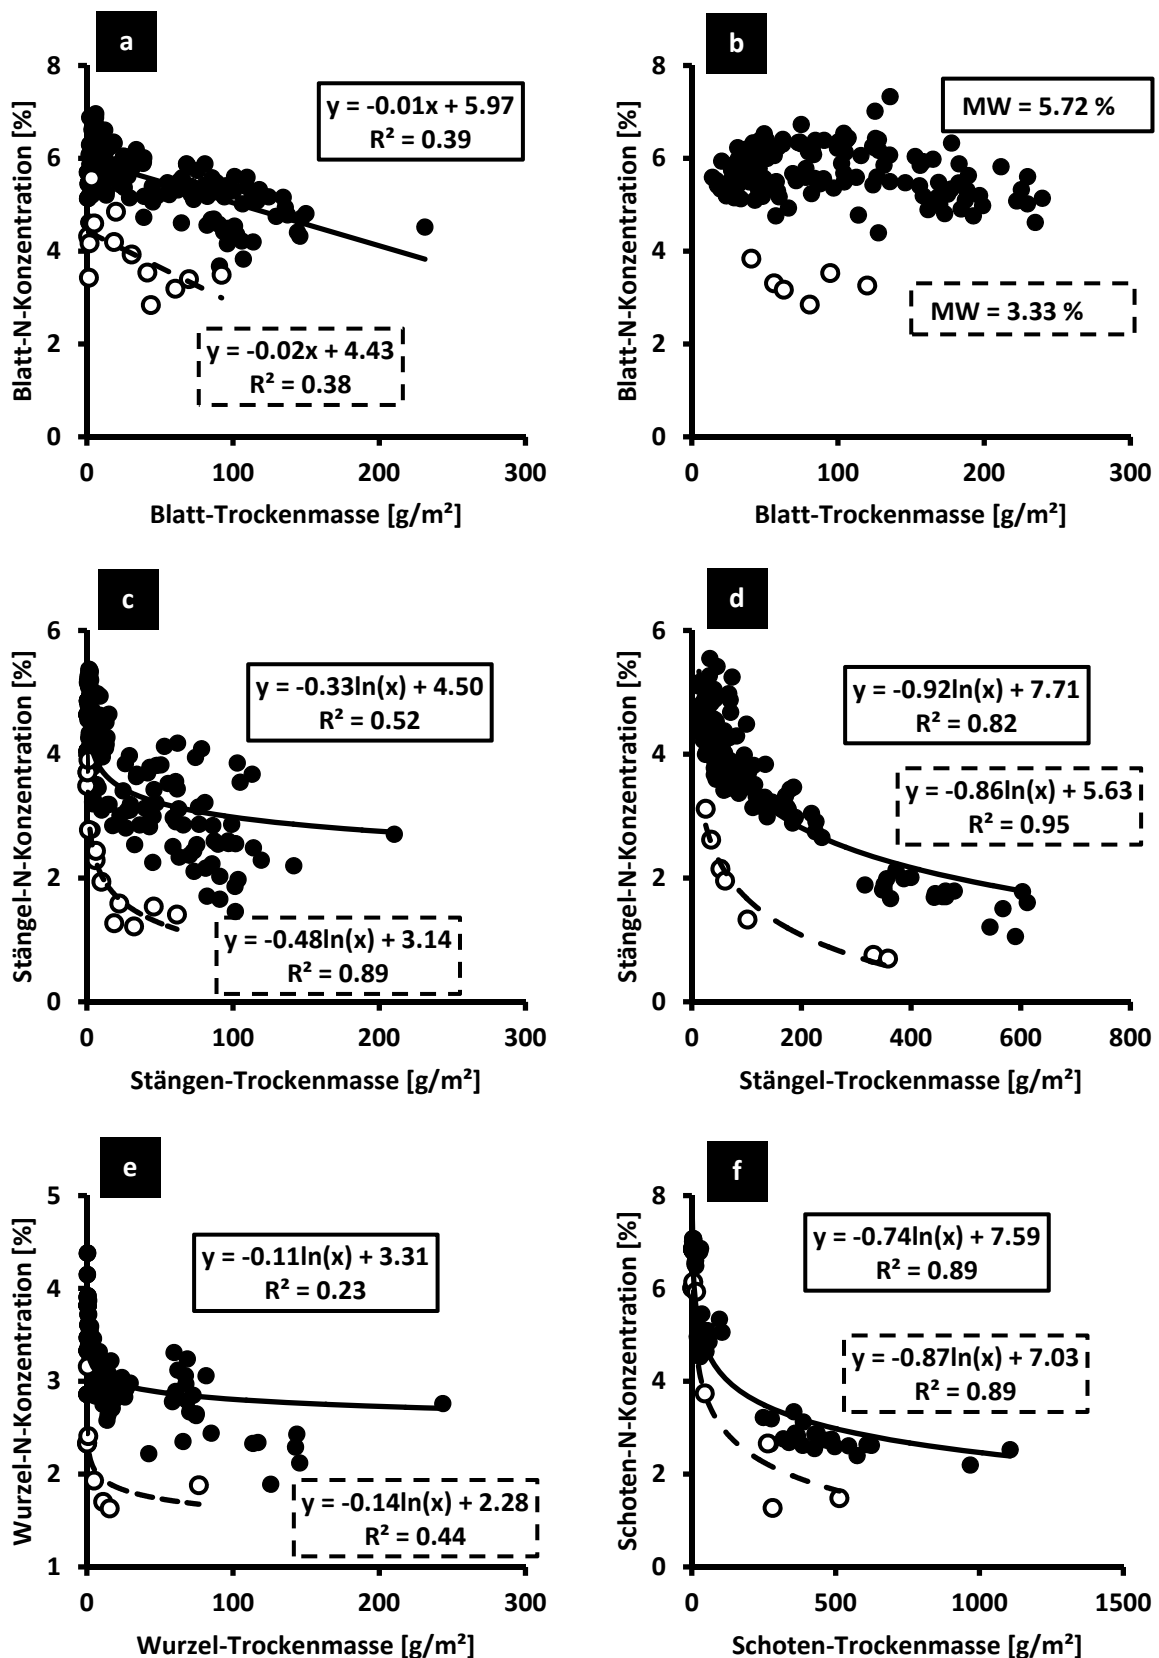 a
8
6
4
2
0
Blatt-N-Konzentration [%]
y = -0.01x + 5.97
R² = 0.39
y = -0.02x + 4.43
R² = 0.38
0 100 200 300
Blatt-Trockenmasse [g/m²]
b
8
6
4
2
0
Blatt-N-Konzentration [%]
MW = 5.72 %
MW = 3.33 %
0 100 200 300
Blatt-Trockenmasse [g/m²]
c
6
4
2
0
Stängel-N-Konzentration [%]
y = -0.33ln(x) + 4.50
R² = 0.52
y = -0.48ln(x) + 3.14
R² = 0.89
0 100 200 300
Stängen-Trockenmasse [g/m²]
d
6
4
2
0
Stängel-N-Konzentration [%]
y = -0.92ln(x) + 7.71
R² = 0.82
y = -0.86ln(x) + 5.63
R² = 0.95
0 200 400 600 800
Stängel-Trockenmasse [g/m²]
e
5
4
3
2
1
Wurzel-N-Konzentration [%]
y = -0.11ln(x) + 3.31
R² = 0.23
y = -0.14ln(x) + 2.28
R² = 0.44
0 100 200 300
Wurzel-Trockenmasse [g/m²]
f
8
6
4
2
0
Schoten-N-Konzentration [%]
y = -0.74ln(x) + 7.59
R² = 0.89
y = -0.87ln(x) + 7.03
R² = 0.89
0 500 1000 1500
Schoten-Trockenmasse [g/m²]